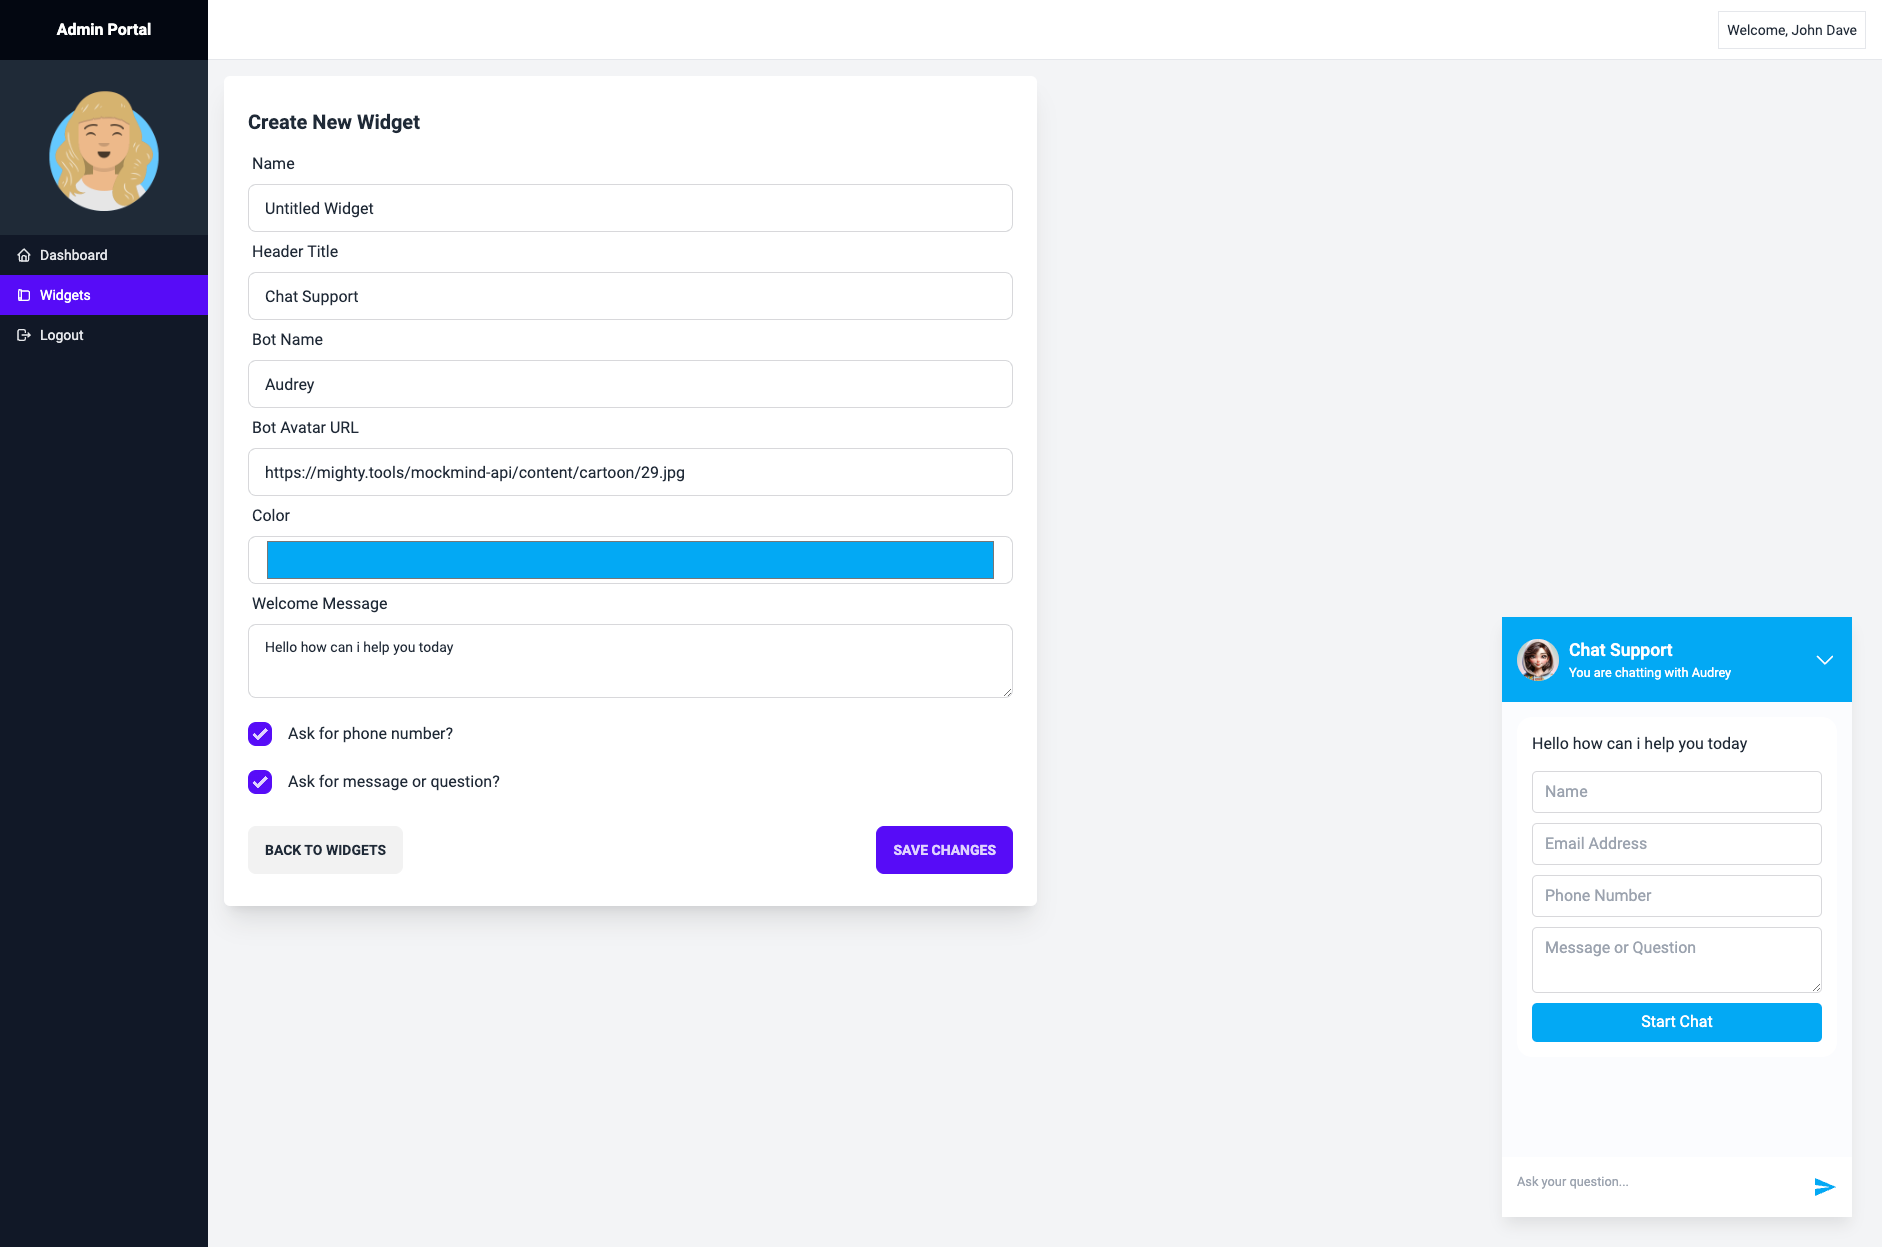 Admin Portal
Welcome, John Dave
Dashboard
Widgets
Logout
Create New Widget
Name
Untitled Widget
Header Title
Chat Support
Bot Name
Audrey
Bot Avatar URL
https://mighty.tools/mockmind-api/content/cartoon/29.jpg
Color
Welcome Message
Hello how can i help you today
Ask for phone number?
Ask for message or question?
BACK TO WIDGETS
SAVE CHANGES
Chat Support
You are chatting with Audrey
Hello how can i help you today
Name
Email Address
Phone Number
Message or Question
Start Chat
Ask your question...